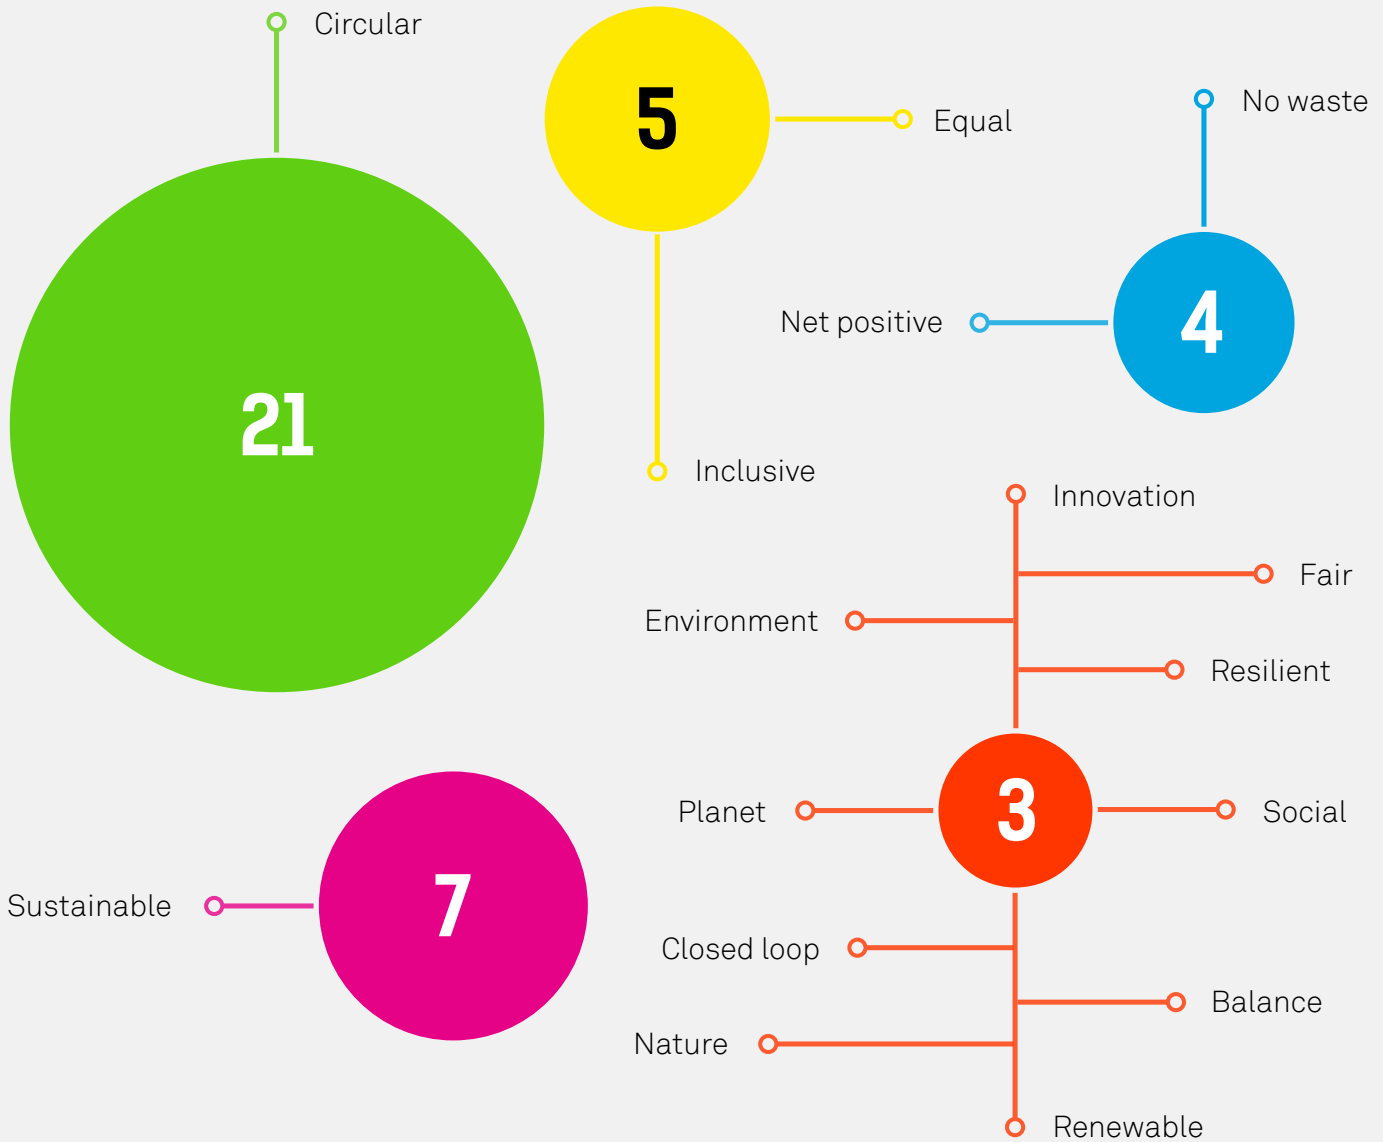 Circular
21
5
Equal
Inclusive
No waste
Net positive
4
Innovation
Fair
Environment
Resilient
Planet
3
Social
Closed loop
Balance
Nature
Renewable
Sustainable
7